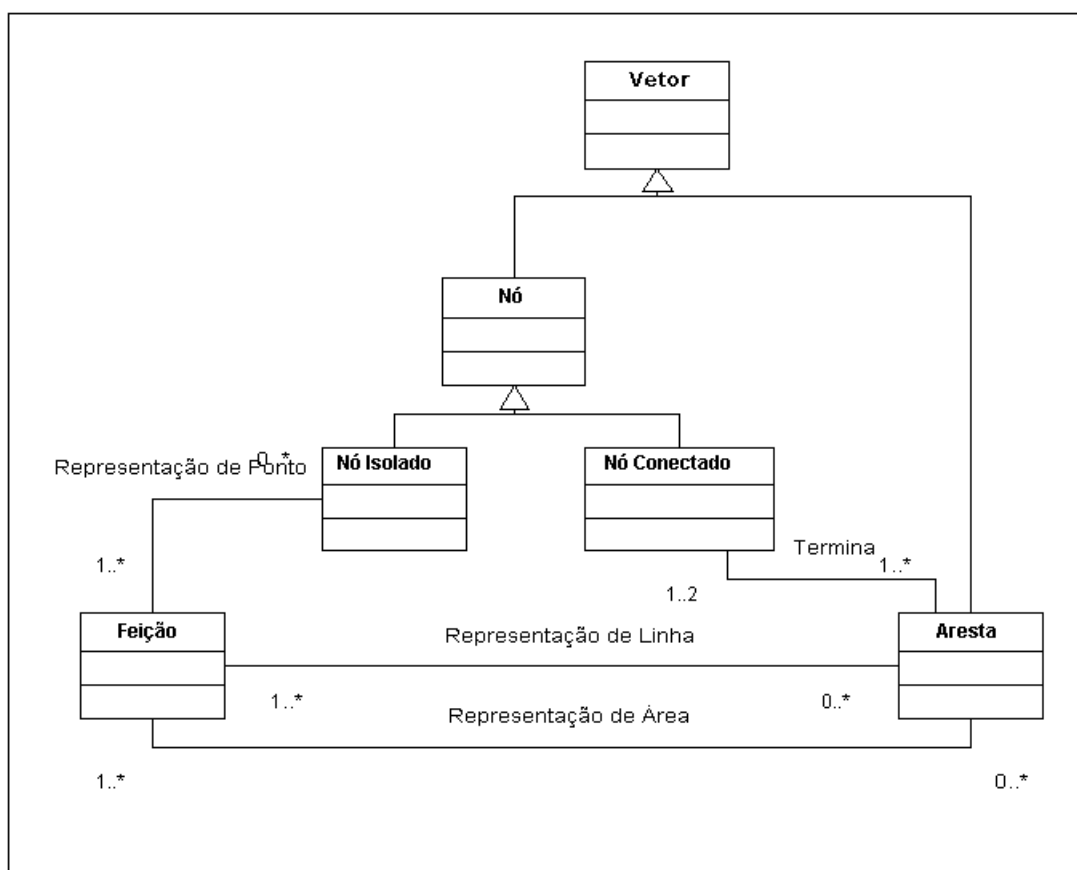 Vetor
Nó
Representação de Ponto
0..*
Nó Isolado
Nó Conectado
Termina
1..*
1..*
1..2
Feição
Representação de Linha
Aresta
1..*
0..*
Representação de Área
1..*
0..*